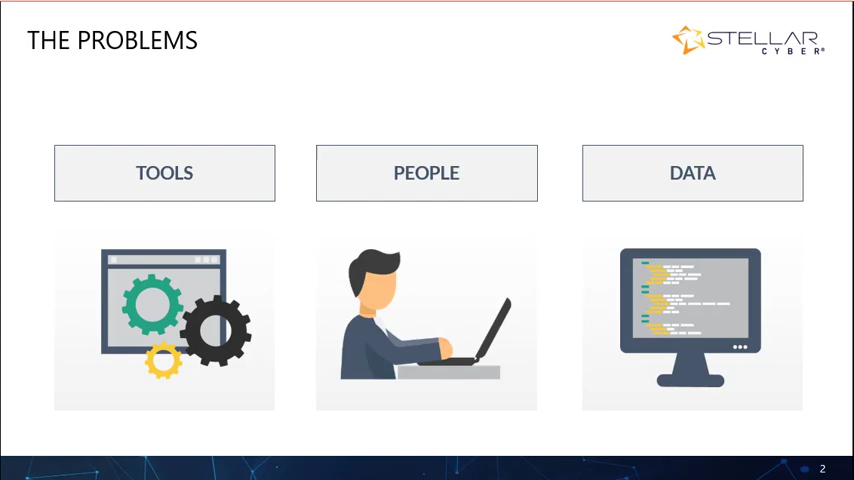 THE PROBLEMS
STELLAR
CYBER®
TOOLS
PEOPLE
DATA
2